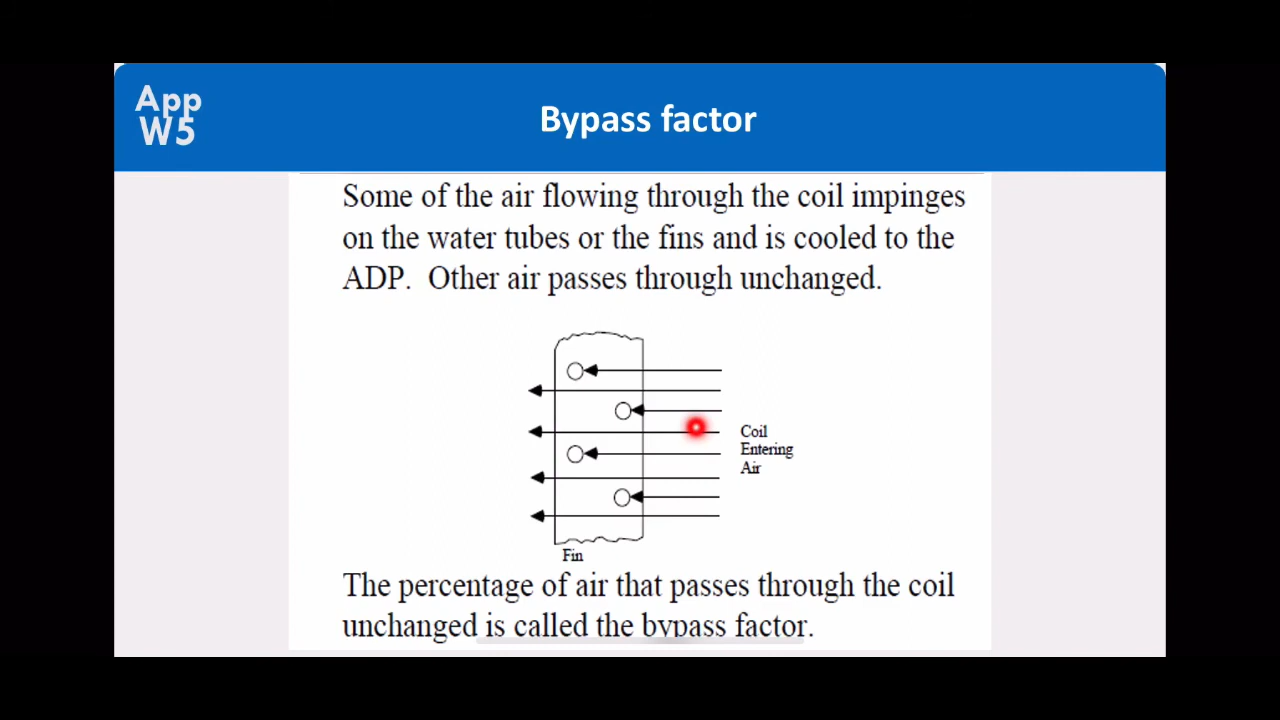 App
W5
Bypass factor
Some of the air flowing through the coil impinges
on the water tubes or the fins and is cooled to the
ADP.  Other air passes through unchanged.
Coil
Entering
Air
Fin
The percentage of air that passes through the coil
unchanged is called the bypass factor.